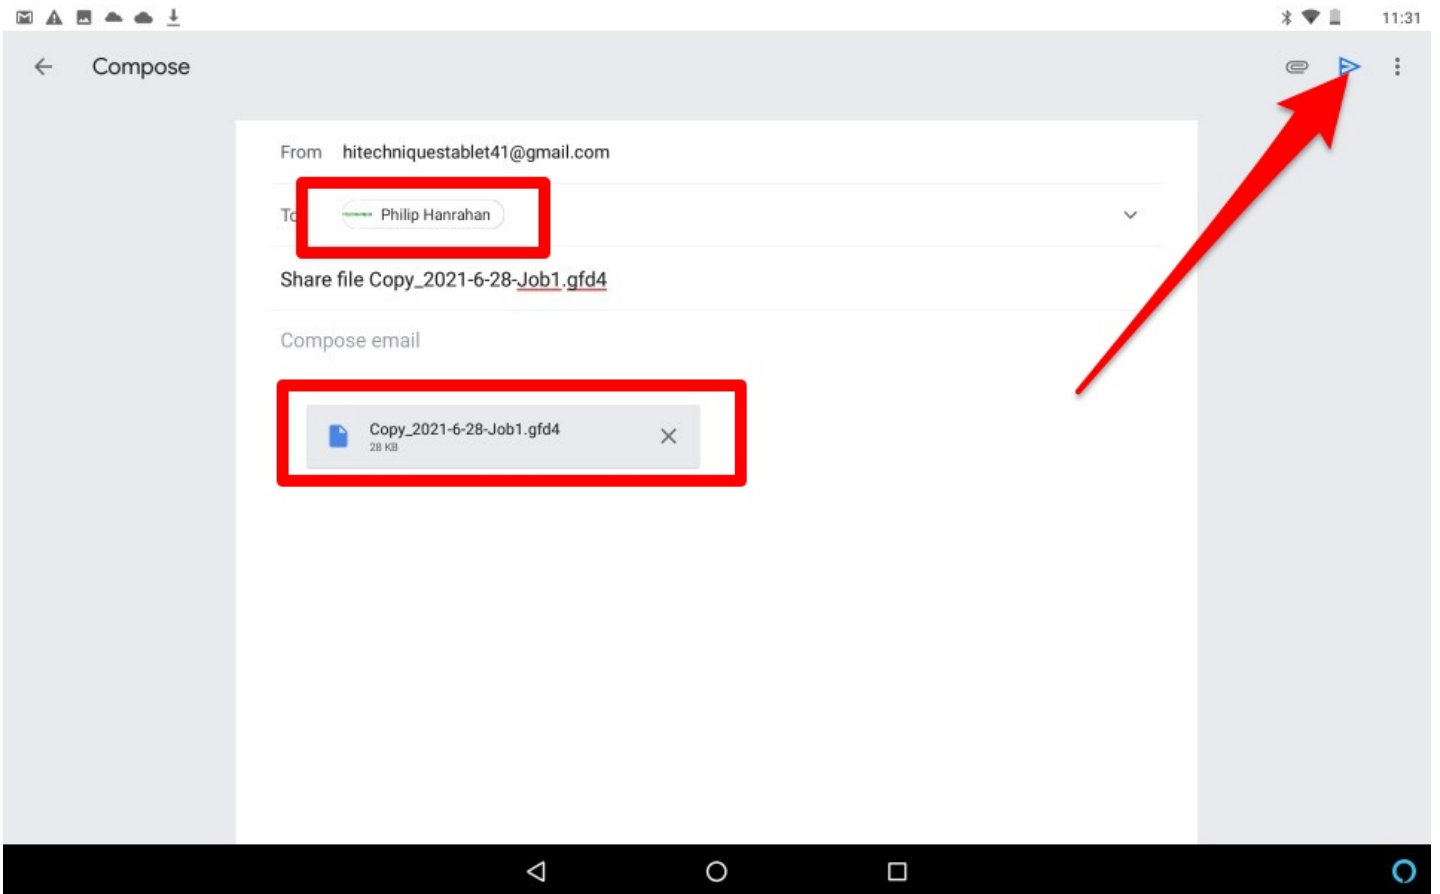 11:31
Compose
From hitechniquestablet41@gmail.com
To Philip Hanrahan
Share file Copy_2021-6-28-Job1.gfd4
Compose email
Copy_2021-6-28-Job1.gfd4
28 KB